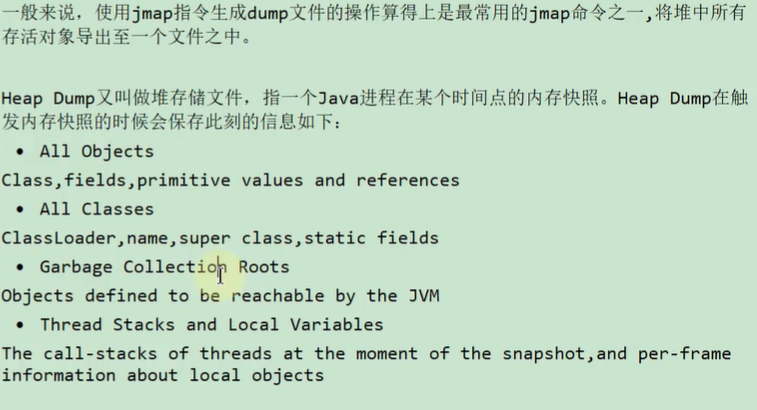 一般来说，使用jmap指令生成dump文件的操作算得上是最常用的jmap命令之一,将堆中所有
存活对象导出至一个文件之中。
Heap Dump又叫做堆存储文件，指一个Java进程在某个时间点的内存快照。Heap Dump在触
发内存快照的时候会保存此刻的信息如下：
• All Objects
Class,fields,primitive values and references
• All Classes
ClassLoader,name,super class,static fields
• Garbage Collection Roots
Objects defined to be reachable by the JVM
• Thread Stacks and Local Variables
The call-stacks of threads at the moment of the snapshot,and per-frame
information about local objects